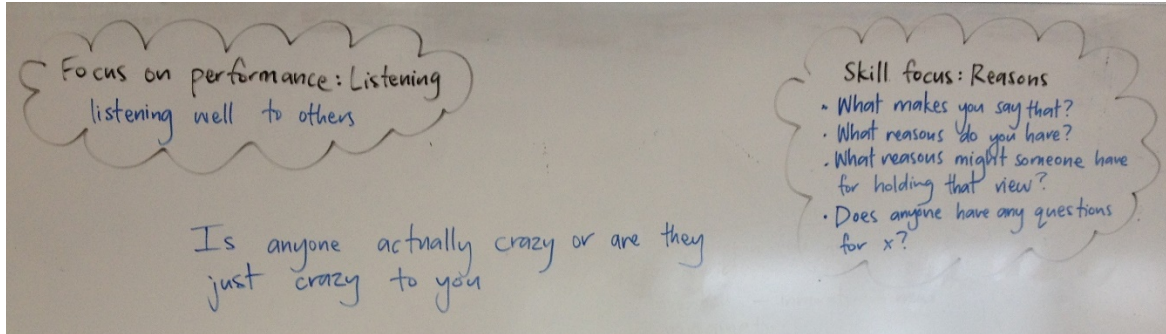 Focus on performance: Listening
listening well to others
Skill focus: Reasons
• What makes you say that?
• What reasons do you have?
• What reasons might someone have
for holding that view?
• Does anyone have any questions
for x?
Is anyone actually crazy or are they
just crazy to you